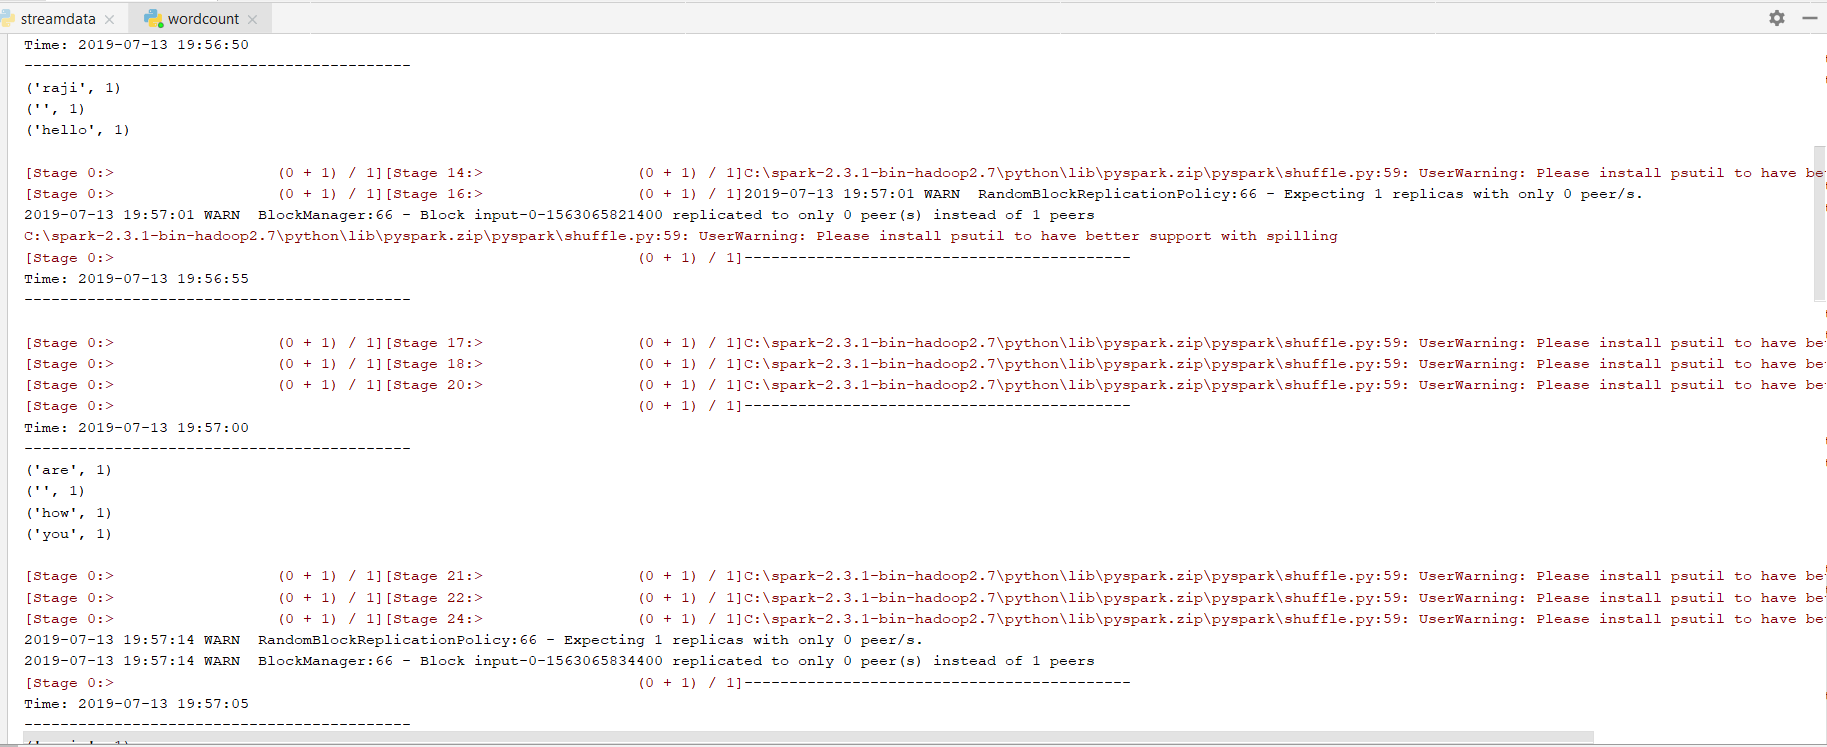 streamdata
wordcount
Time: 2019-07-13 19:56:50
-------------------------------------------
('raji', 1)
('', 1)
('hello', 1)
[Stage 0:> (0 + 1) / 1][Stage 14:> (0 + 1) / 1]C:\spark-2.3.1-bin-hadoop2.7\python\lib\pyspark.zip\pyspark\shuffle.py:59: UserWarning: Please install psutil to have be
[Stage 0:> (0 + 1) / 1][Stage 16:> (0 + 1) / 1]2019-07-13 19:57:01 WARN  RandomBlockReplicationPolicy:66 - Expecting 1 replicas with only 0 peer/s.
2019-07-13 19:57:01 WARN  BlockManager:66 - Block input-0-1563065821400 replicated to only 0 peer(s) instead of 1 peers
C:\spark-2.3.1-bin-hadoop2.7\python\lib\pyspark.zip\pyspark\shuffle.py:59: UserWarning: Please install psutil to have better support with spilling
[Stage 0:> (0 + 1) / 1]-------------------------------------------
Time: 2019-07-13 19:56:55
-------------------------------------------
[Stage 0:> (0 + 1) / 1][Stage 17:> (0 + 1) / 1]C:\spark-2.3.1-bin-hadoop2.7\python\lib\pyspark.zip\pyspark\shuffle.py:59: UserWarning: Please install psutil to have be
[Stage 0:> (0 + 1) / 1][Stage 18:> (0 + 1) / 1]C:\spark-2.3.1-bin-hadoop2.7\python\lib\pyspark.zip\pyspark\shuffle.py:59: UserWarning: Please install psutil to have be
[Stage 0:> (0 + 1) / 1][Stage 20:> (0 + 1) / 1]C:\spark-2.3.1-bin-hadoop2.7\python\lib\pyspark.zip\pyspark\shuffle.py:59: UserWarning: Please install psutil to have be
[Stage 0:> (0 + 1) / 1]-------------------------------------------
Time: 2019-07-13 19:57:00
-------------------------------------------
('are', 1)
('', 1)
('how', 1)
('you', 1)
[Stage 0:> (0 + 1) / 1][Stage 21:> (0 + 1) / 1]C:\spark-2.3.1-bin-hadoop2.7\python\lib\pyspark.zip\pyspark\shuffle.py:59: UserWarning: Please install psutil to have be
[Stage 0:> (0 + 1) / 1][Stage 22:> (0 + 1) / 1]C:\spark-2.3.1-bin-hadoop2.7\python\lib\pyspark.zip\pyspark\shuffle.py:59: UserWarning: Please install psutil to have be
[Stage 0:> (0 + 1) / 1][Stage 24:> (0 + 1) / 1]C:\spark-2.3.1-bin-hadoop2.7\python\lib\pyspark.zip\pyspark\shuffle.py:59: UserWarning: Please install psutil to have be
2019-07-13 19:57:14 WARN  RandomBlockReplicationPolicy:66 - Expecting 1 replicas with only 0 peer/s.
2019-07-13 19:57:14 WARN  BlockManager:66 - Block input-0-1563065834400 replicated to only 0 peer(s) instead of 1 peers
[Stage 0:> (0 + 1) / 1]-------------------------------------------
Time: 2019-07-13 19:57:05
-------------------------------------------